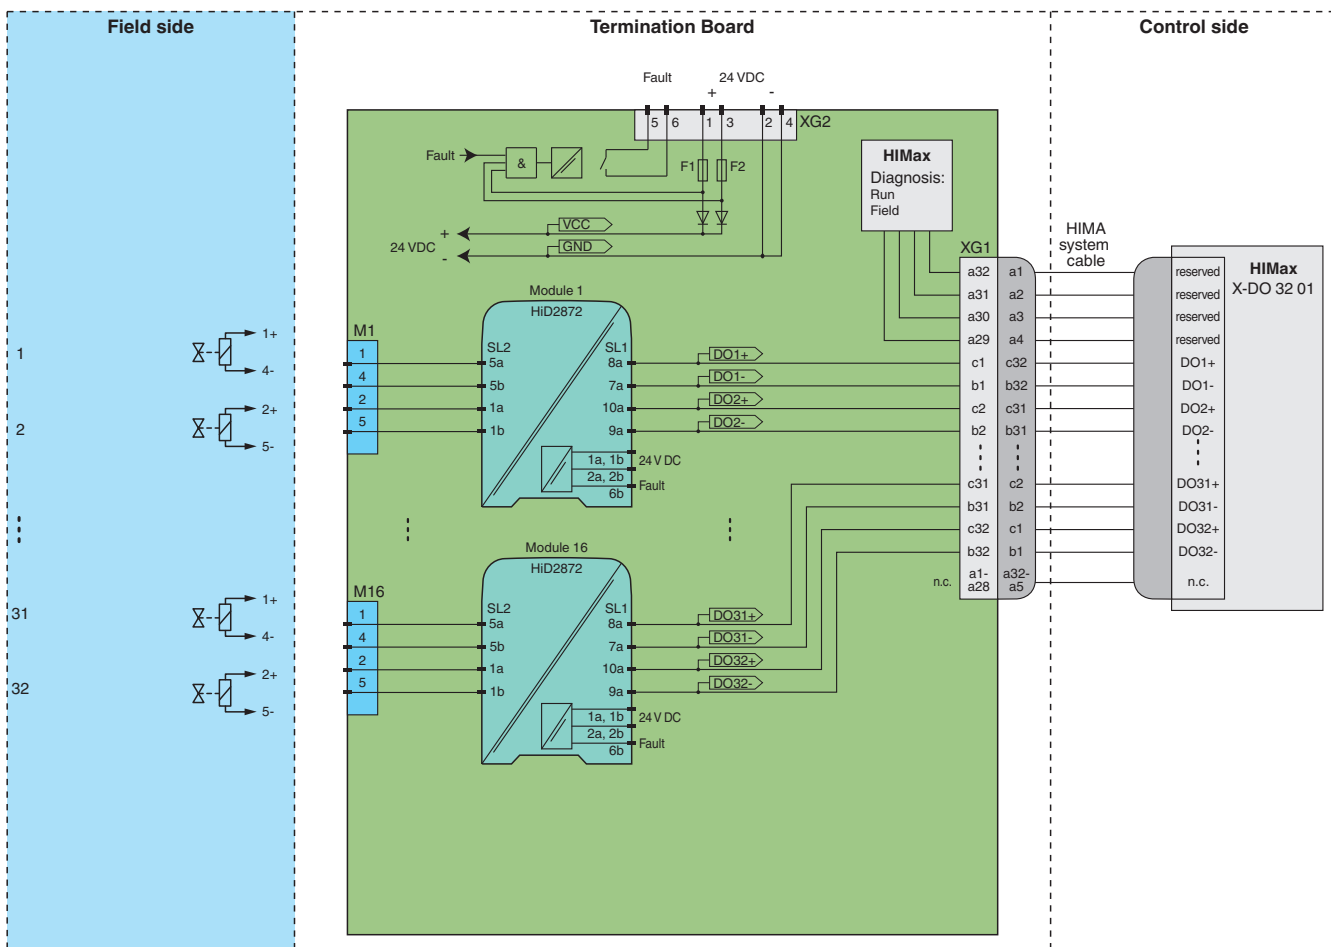 Field side
Termination Board
Control side
Fault 24 VDC
+ -
5 6 1 3 2 4 XG2
Fault
&
F1 F2
HIMax
Diagnosis:
Run
Field
VCC
+
24 VDC
-
GND
XG1
HIMA
system
cable
HIMax
X-DO 32 01
a32 a1 reserved
a31 a2 reserved
a30 a3 reserved
a29 a4 reserved
c1 c32 DO1+
b1 b32 DO1-
c2 c31 DO2+
b2 b31 DO2-
c31 c2 DO31+
b31 b2 DO31-
c32 c1 DO32+
b32 b1 DO32-
n.c. a1- a32- n.c.
a28 a5
Module 1
HiD2872
M1
SL2 SL1
1 5a 8a DO1+
4 5b 7a DO1-
2 1a 10a DO2+
5 1b 9a DO2-
24 V DC
1a, 1b
2a, 2b
Fault
6b
1
1+
4-
2
2+
5-
Module 16
HiD2872
M16
SL2 SL1
1 5a 8a DO31+
4 5b 7a DO31-
2 1a 10a DO32+
5 1b 9a DO32-
24 V DC
1a, 1b
2a, 2b
Fault
6b
31
1+
4-
32
2+
5-